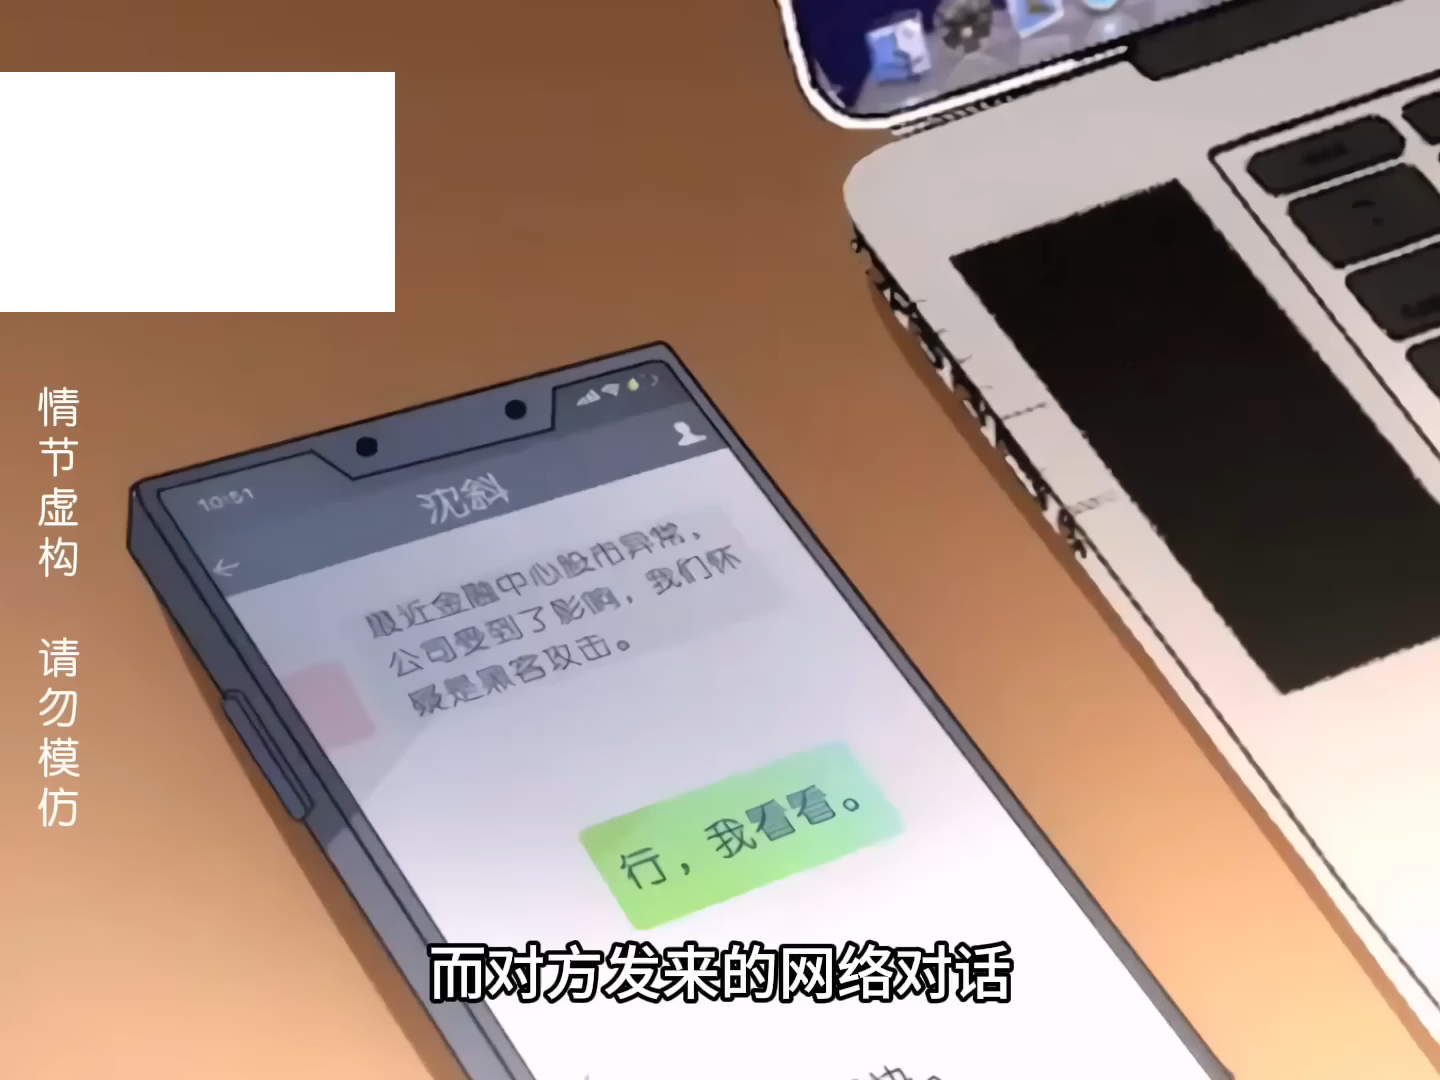 情节虚构 请勿模仿
10:51
沈斜
最近金融中心股市异常，
公司受到了影响，我们怀
疑是黑客攻击。
行，我看看。
而对方发来的网络对话